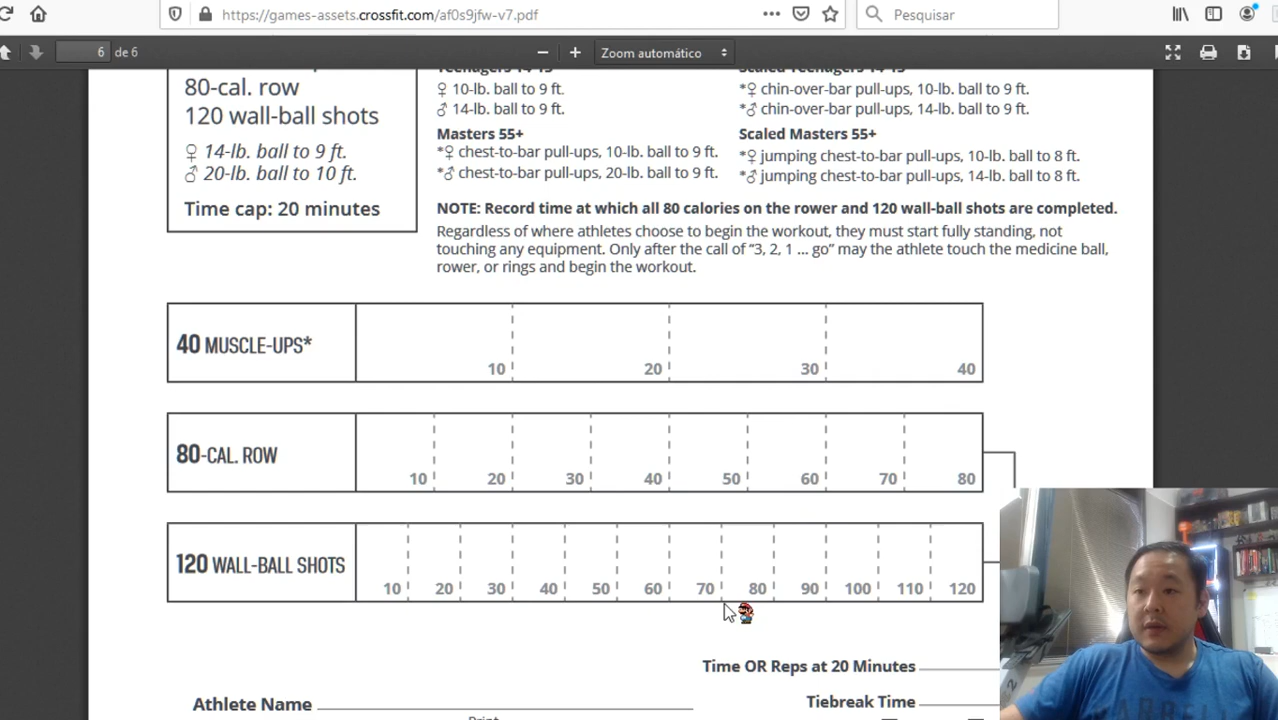 https://games-assets.crossfit.com/af0s9jfw-v7.pdf
Pesquisar
6 de 6
Zoom automático
80-cal. row
120 wall-ball shots
♀ 14-lb. ball to 9 ft.
♂ 20-lb. ball to 10 ft.
Time cap: 20 minutes
Teenagers 14-15
♀ 10-lb. ball to 9 ft.
♂ 14-lb. ball to 9 ft.
Masters 55+
*♀ chest-to-bar pull-ups, 10-lb. ball to 9 ft.
*♂ chest-to-bar pull-ups, 20-lb. ball to 9 ft.
Scaled Teenagers 14-15
*♀ chin-over-bar pull-ups, 10-lb. ball to 9 ft.
*♂ chin-over-bar pull-ups, 14-lb. ball to 9 ft.
Scaled Masters 55+
*♀ jumping chest-to-bar pull-ups, 10-lb. ball to 8 ft.
*♂ jumping chest-to-bar pull-ups, 14-lb. ball to 8 ft.
NOTE: Record time at which all 80 calories on the rower and 120 wall-ball shots are completed.
Regardless of where athletes choose to begin the workout, they must start fully standing, not
touching any equipment. Only after the call of “3, 2, 1 ... go” may the athlete touch the medicine ball,
rower, or rings and begin the workout.
40 MUSCLE-UPS*
10 20 30 40
80-CAL. ROW
10 20 30 40 50 60 70 80
120 WALL-BALL SHOTS
10 20 30 40 50 60 70 80 90 100 110 120
Time OR Reps at 20 Minutes
Athlete Name
Tiebreak Time
Print